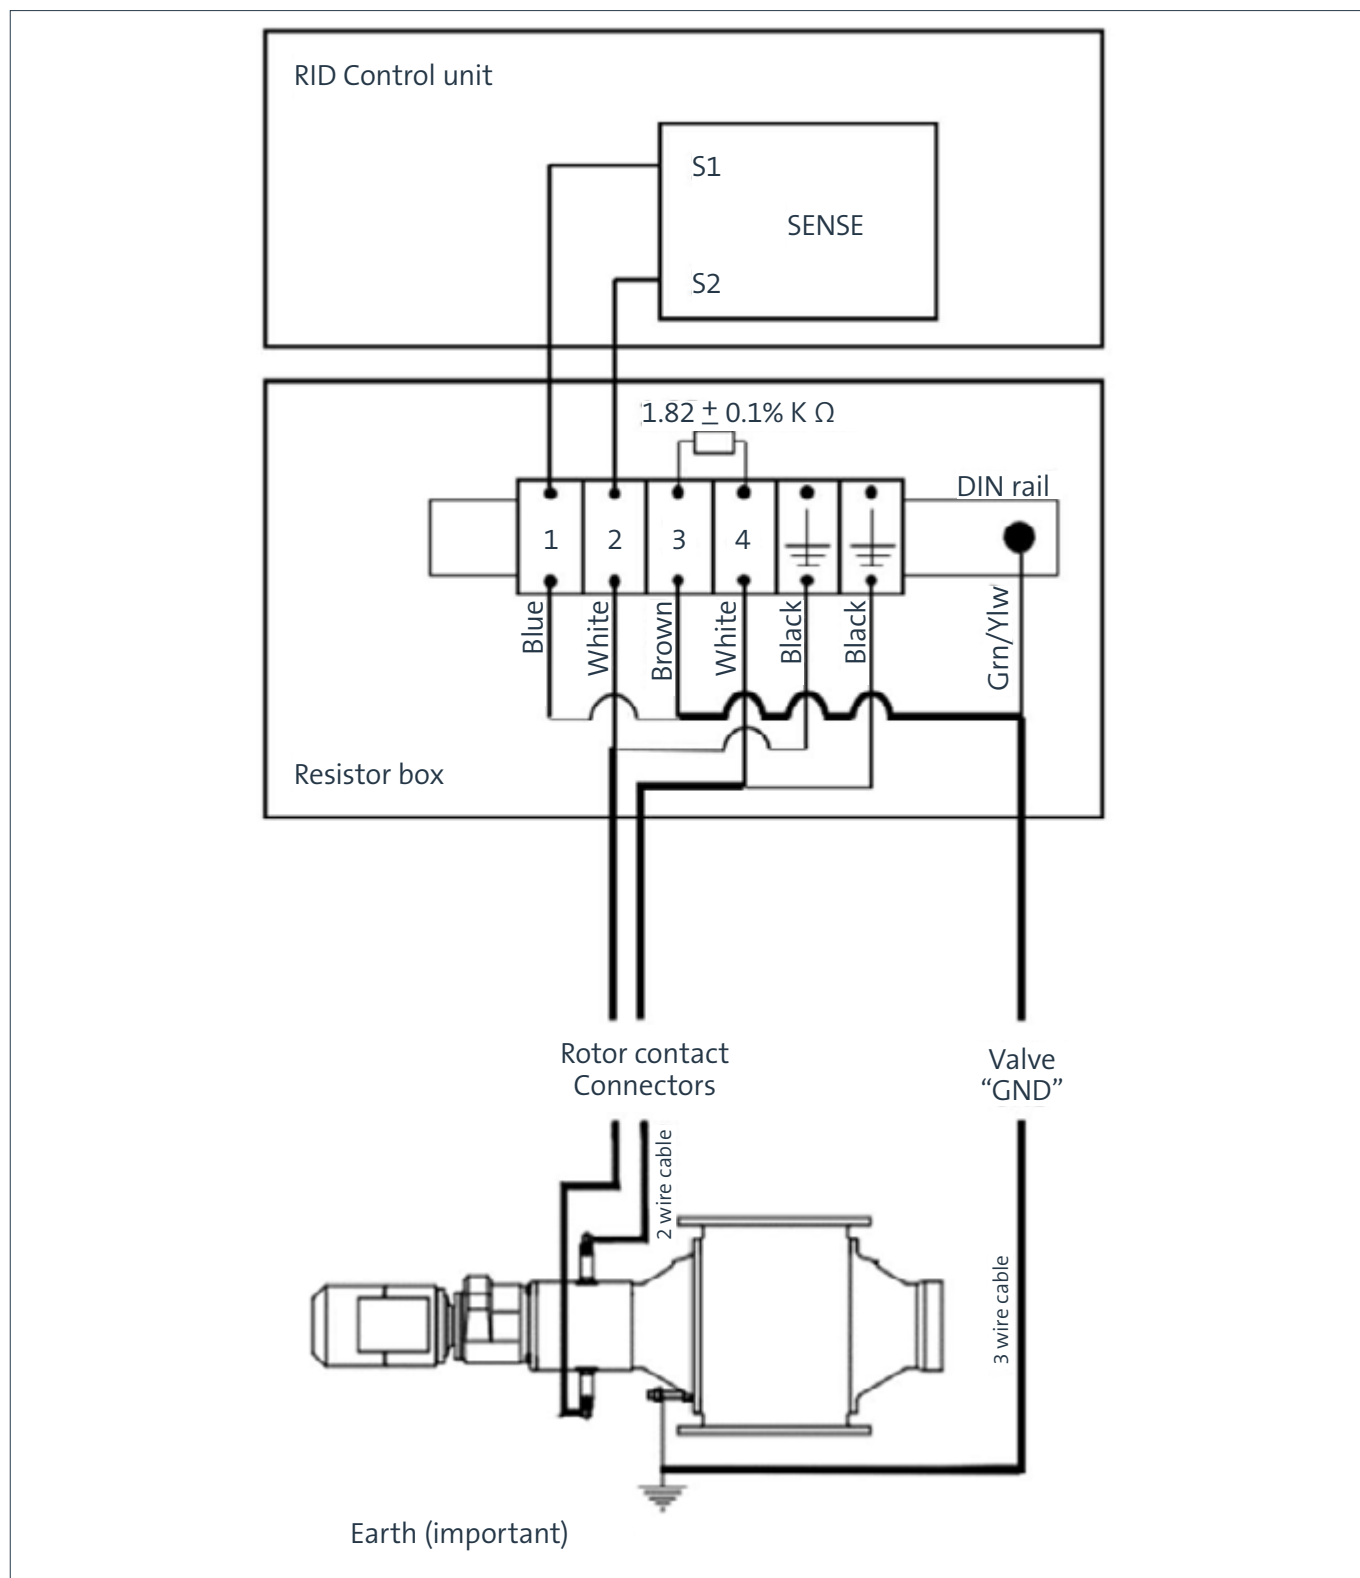 RID Control unit
S1
SENSE
S2
1.82 ± 0.1% K Ω
DIN rail
1 2 3 4
Blue
White
Brown
White
Black
Black
Grn/Ylw
Resistor box
Rotor contact
Connectors
Valve
“GND”
2 wire cable
3 wire cable
Earth (important)